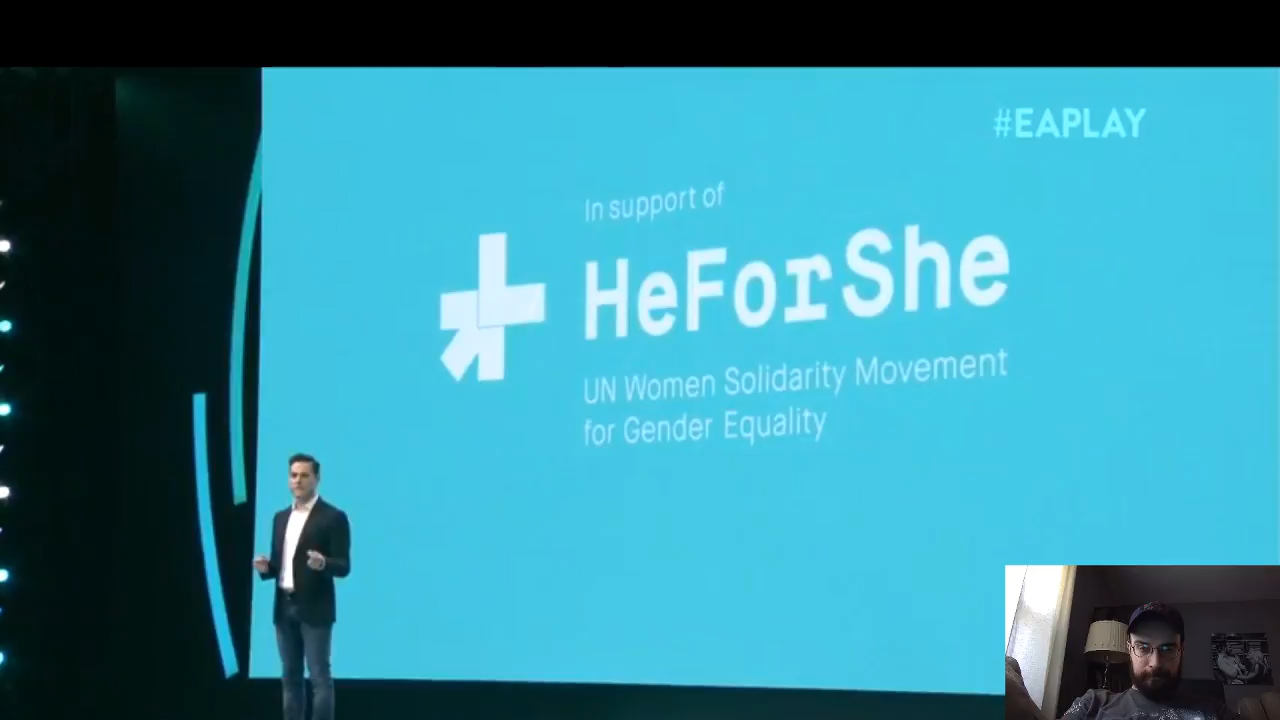 #EAPLAY
In support of
HeForShe
UN Women Solidarity Movement
for Gender Equality